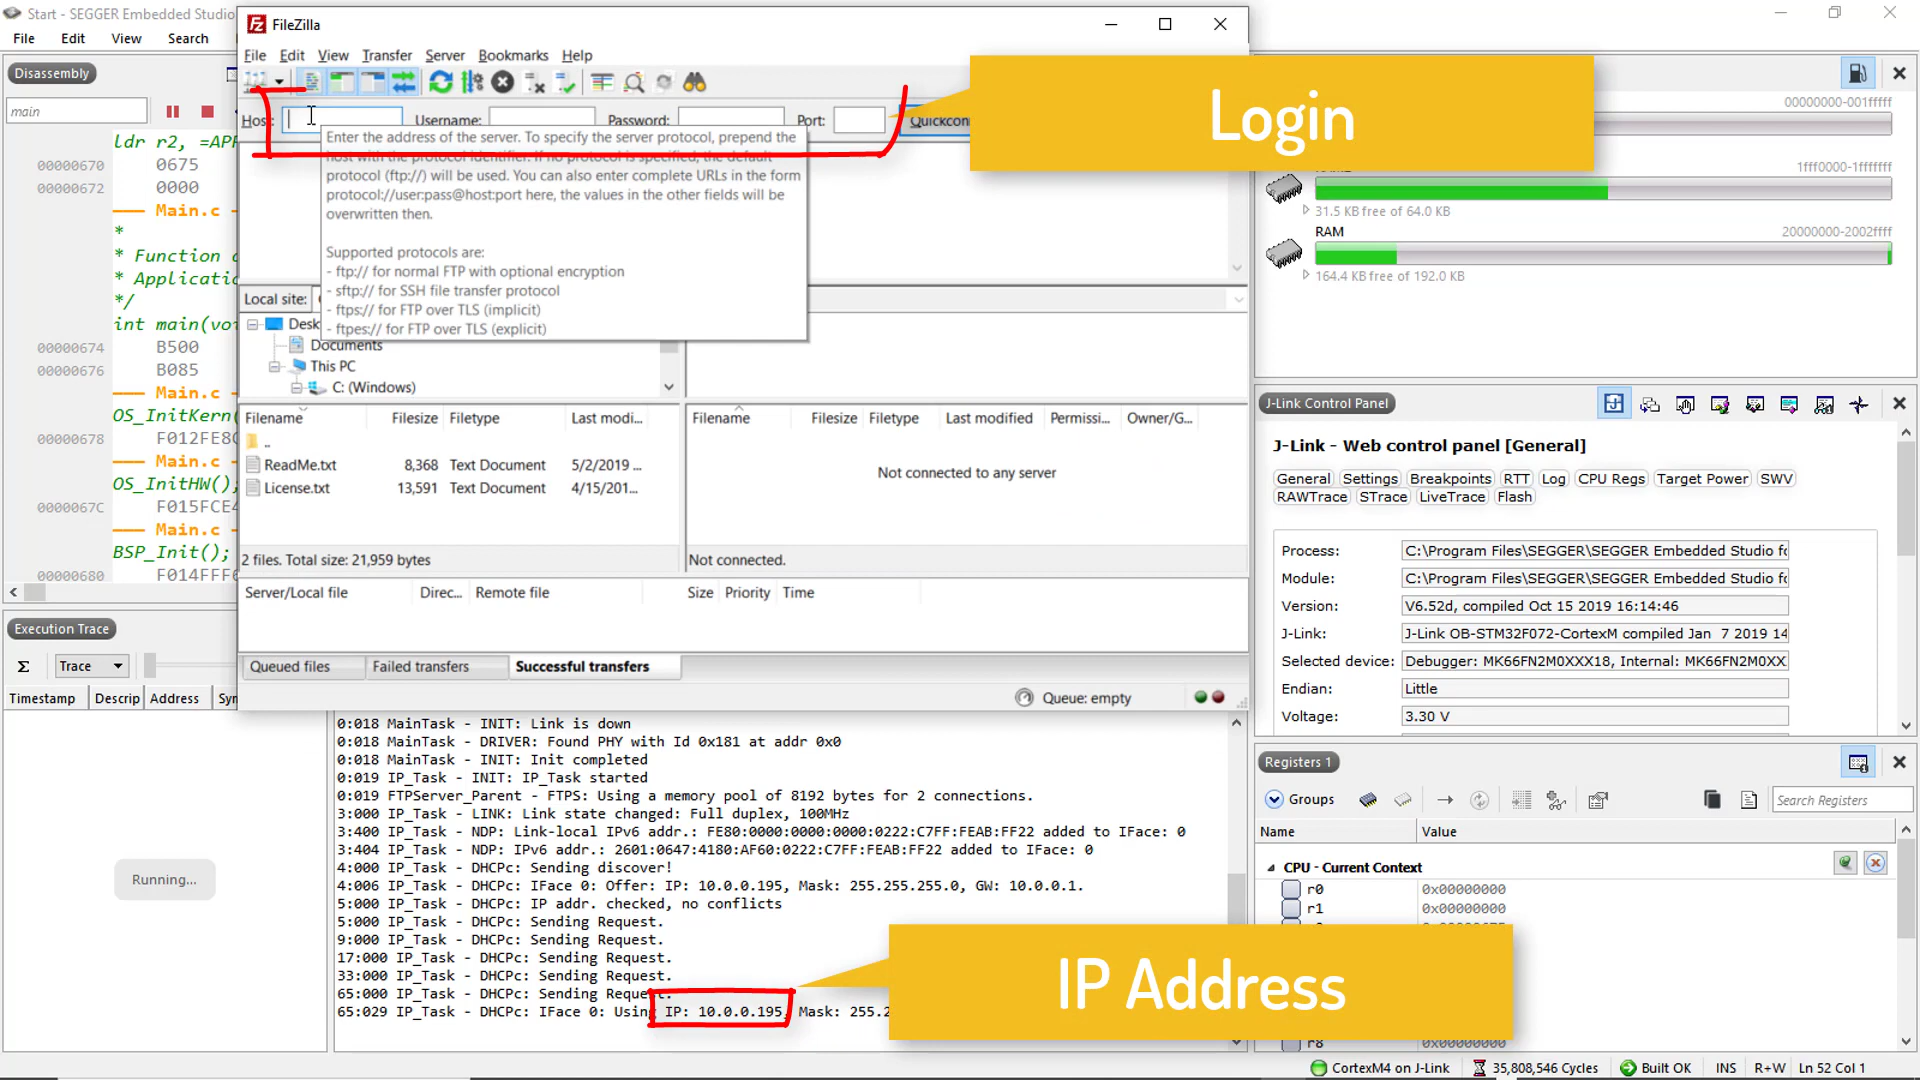 Start - SEGGER Embedded Studio
File Edit View Search
Disassembly
main
ldr r2, =APP
00000670 0675
00000672 0000
Main.c
*
* Function
* Applicatio
*/
int main(vo
00000674 B500
00000676 B085
Main.c
OS_InitKern(
00000678 F012FE8
Main.c
OS_InitHW();
0000067C F015FCE4
Main.c
BSP_Init();
00000680 F014FFF
Execution Trace
Σ Trace
Timestamp Descrip Address Syn
Running...
Fz FileZilla
File Edit View Transfer Server Bookmarks Help
Host: Username: Password: Port: Quickconn
Login
Enter the address of the server. To specify the server protocol, prepend the
host with the protocol identifier. If no protocol is specified, the default
protocol (ftp://) will be used. You can also enter complete URLs in the form
protocol://user:pass@host:port here, the values in the other fields will be
overwritten then.
Supported protocols are:
- ftp:// for normal FTP with optional encryption
- sftp:// for SSH file transfer protocol
- ftps:// for FTP over TLS (implicit)
- ftpes:// for FTP over TLS (explicit)
Local site:
Desk
Documents
This PC
C: (Windows)
Filename Filesize Filetype Last modi...
..
ReadMe.txt 8,368 Text Document 5/2/2019 ...
License.txt 13,591 Text Document 4/15/201...
2 files. Total size: 21,959 bytes
Filename Filesize Filetype Last modified Permissi... Owner/G...
Not connected to any server
Not connected.
Server/Local file Direc... Remote file Size Priority Time
Queued files Failed transfers Successful transfers
Queue: empty
0:018 MainTask - INIT: Link is down
0:018 MainTask - DRIVER: Found PHY with Id 0x181 at addr 0x0
0:018 MainTask - INIT: Init completed
0:019 IP_Task - INIT: IP_Task started
0:019 FTPServer_Parent - FTPS: Using a memory pool of 8192 bytes for 2 connections.
3:000 IP_Task - LINK: Link state changed: Full duplex, 100MHz
3:400 IP_Task - NDP: Link-local IPv6 addr.: FE80:0000:0000:0000:0222:C7FF:FEAB:FF22 added to IFace: 0
3:404 IP_Task - NDP: IPv6 addr.: 2601:0647:4180:AF60:0222:C7FF:FEAB:FF22 added to IFace: 0
4:000 IP_Task - DHCPc: Sending discover!
4:006 IP_Task - DHCPc: IFace 0: Offer: IP: 10.0.0.195, Mask: 255.255.255.0, GW: 10.0.0.1.
5:000 IP_Task - DHCPc: IP addr. checked, no conflicts
5:000 IP_Task - DHCPc: Sending Request.
9:000 IP_Task - DHCPc: Sending Request.
17:000 IP_Task - DHCPc: Sending Request.
33:000 IP_Task - DHCPc: Sending Request.
65:000 IP_Task - DHCPc: Sending Request.
65:029 IP_Task - DHCPc: IFace 0: Using IP: 10.0.0.195, Mask: 255.2
IP Address
00000000-001fffff
1fff0000-1fffffff
31.5 KB free of 64.0 KB
RAM 20000000-2002ffff
164.4 KB free of 192.0 KB
J-Link Control Panel
J-Link - Web control panel [General]
General Settings Breakpoints RTT Log CPU Regs Target Power SWV
RAWTrace STrace LiveTrace Flash
Process: C:\Program Files\SEGGER\SEGGER Embedded Studio fo
Module: C:\Program Files\SEGGER\SEGGER Embedded Studio fo
Version: V6.52d, compiled Oct 15 2019 16:14:46
J-Link: J-Link OB-STM32F072-CortexM compiled Jan 7 2019 14
Selected device: Debugger: MK66FN2M0XXX18, Internal: MK66FN2M0XX
Endian: Little
Voltage: 3.30 V
Registers 1
Groups Search Registers
Name Value
CPU - Current Context
r0 0x00000000
r1 0x00000000
r8 0x00000000
CortexM4 on J-Link 35,808,546 Cycles Built OK INS R+W Ln 52 Col 1